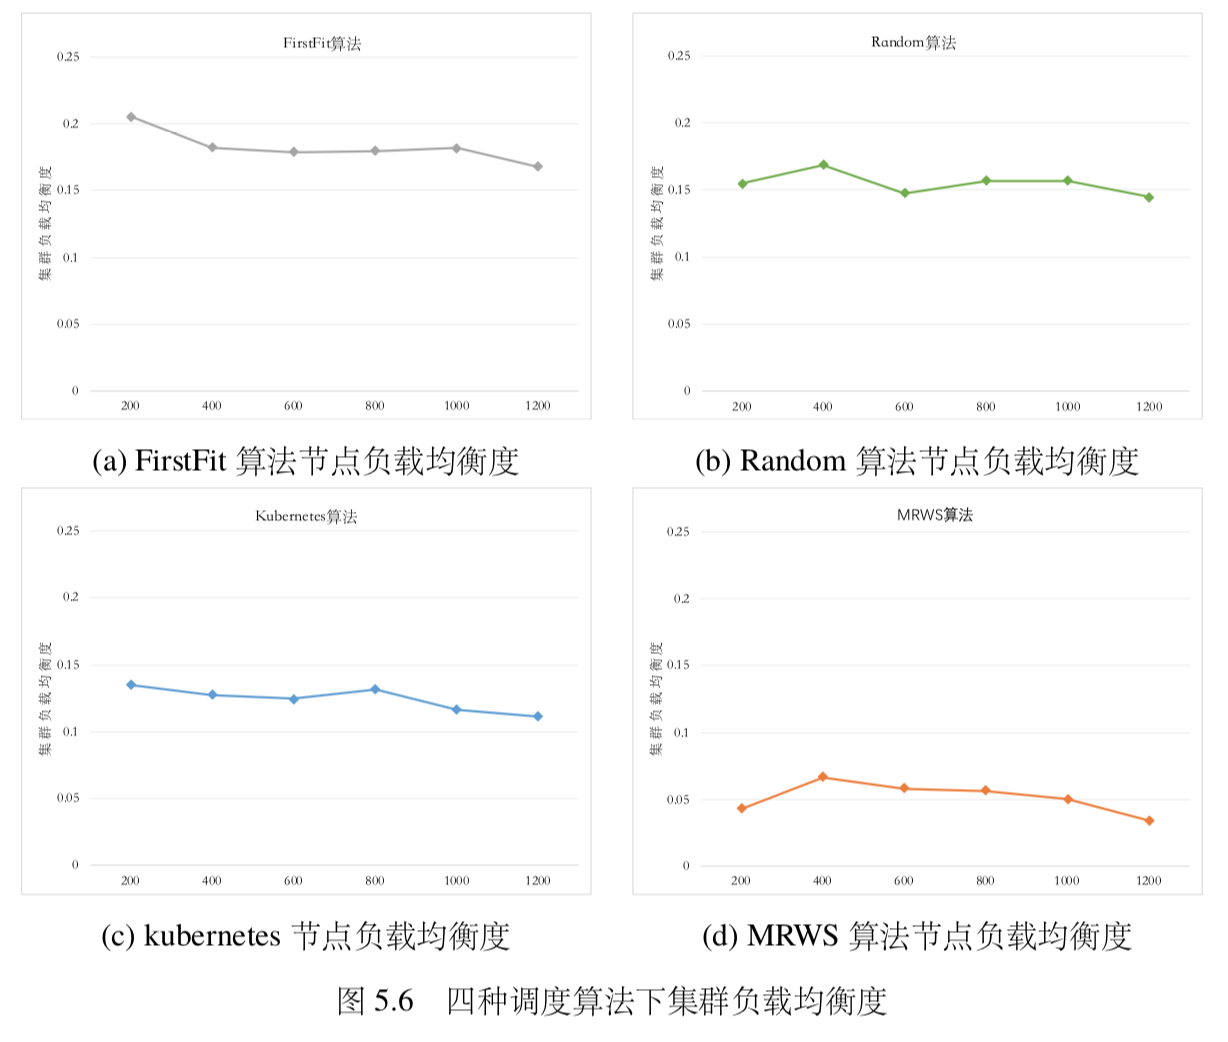 FirstFit算法
0.25
0.2
0.15
0.1
0.05
0
集群负载均衡度
200 400 600 800 1000 1200
(a) FirstFit 算法节点负载均衡度
Random算法
0.25
0.2
0.15
0.1
0.05
0
集群负载均衡度
200 400 600 800 1000 1200
(b) Random 算法节点负载均衡度
Kubernetes算法
0.25
0.2
0.15
0.1
0.05
0
集群负载均衡度
200 400 600 800 1000 1200
(c) kubernetes 节点负载均衡度
MRWS算法
0.25
0.2
0.15
0.1
0.05
0
集群负载均衡度
200 400 600 800 1000 1200
(d) MRWS 算法节点负载均衡度
图 5.6 四种调度算法下集群负载均衡度